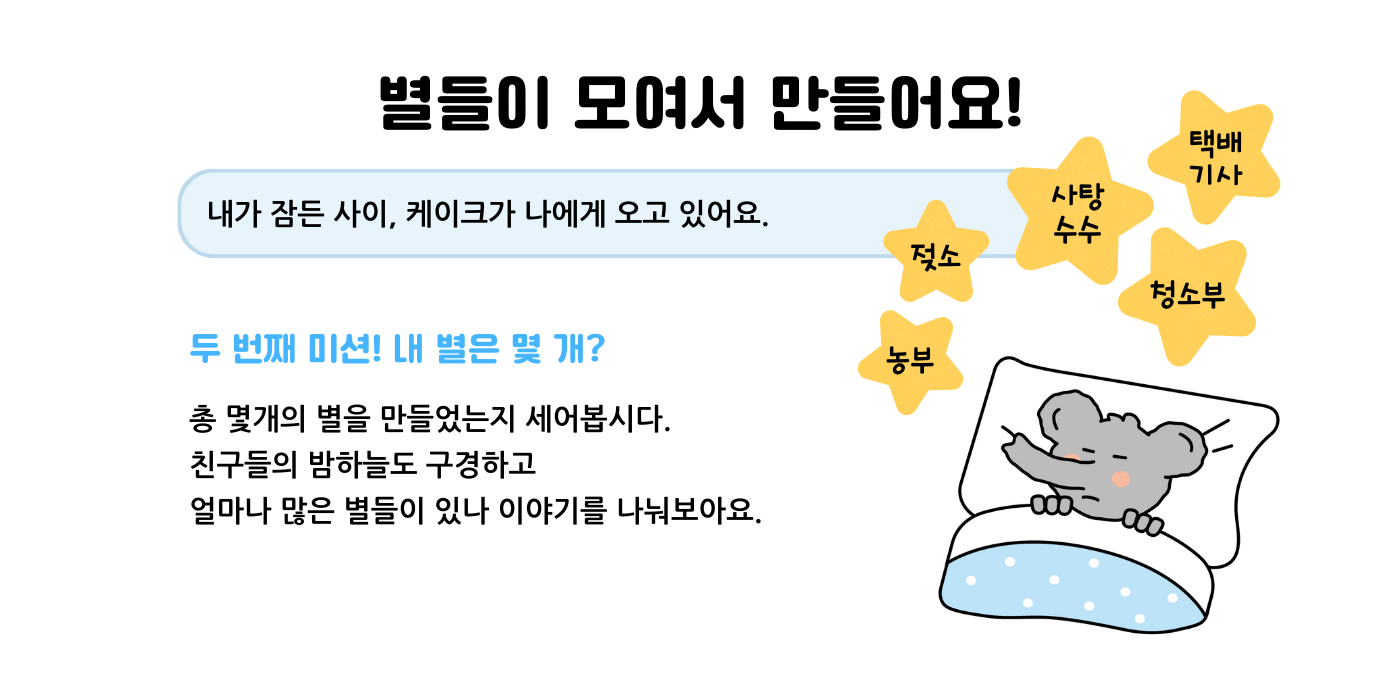 별들이 모여서 만들어요!
내가 잠든 사이, 케이크가 나에게 오고 있어요.
택배
기사
사탕
수수
젖소
청소부
농부
두 번째 미션! 내 별은 몇 개?
총 몇개의 별을 만들었는지 세어봅시다.
친구들의 밤하늘도 구경하고
얼마나 많은 별들이 있나 이야기를 나눠보아요.